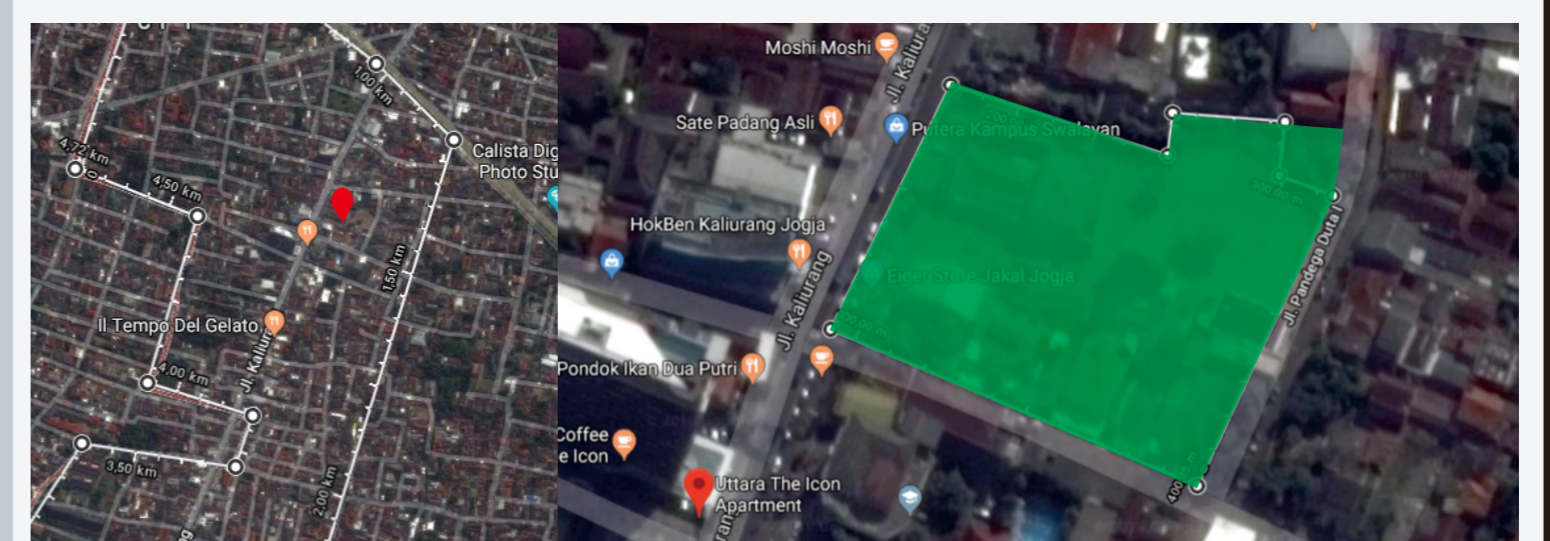 1,00 km
4,72 km
4,50 km
Calista Dig
Photo Stu
1,50 km
Il Tempo Del Gelato
Jl. Kaliur
4,00 km
3,50 km
2,00 km
ng
Moshi Moshi
Jl. Kaliura
Sate Padang Asli
Putera Kampus Swalayan
200,00 m
HokBen Kaliurang Jogja
Eiger Store Jakal Jogja
Jl. Kaliurang
Jl. Pandega Duta I
Pondok Ikan Dua Putri
Coffee
e Icon
Uttara The Icon
Apartment